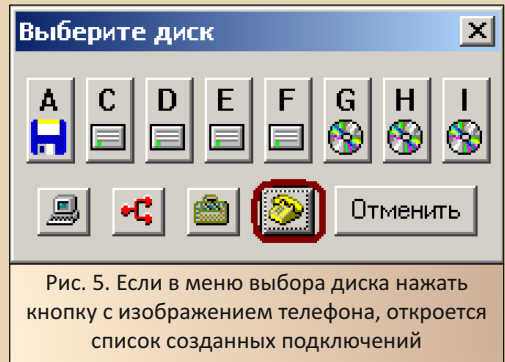 Выберите диск
A C D E F G H I
Отменить
Рис. 5. Если в меню выбора диска нажать
кнопку с изображением телефона, откроется
список созданных подключений